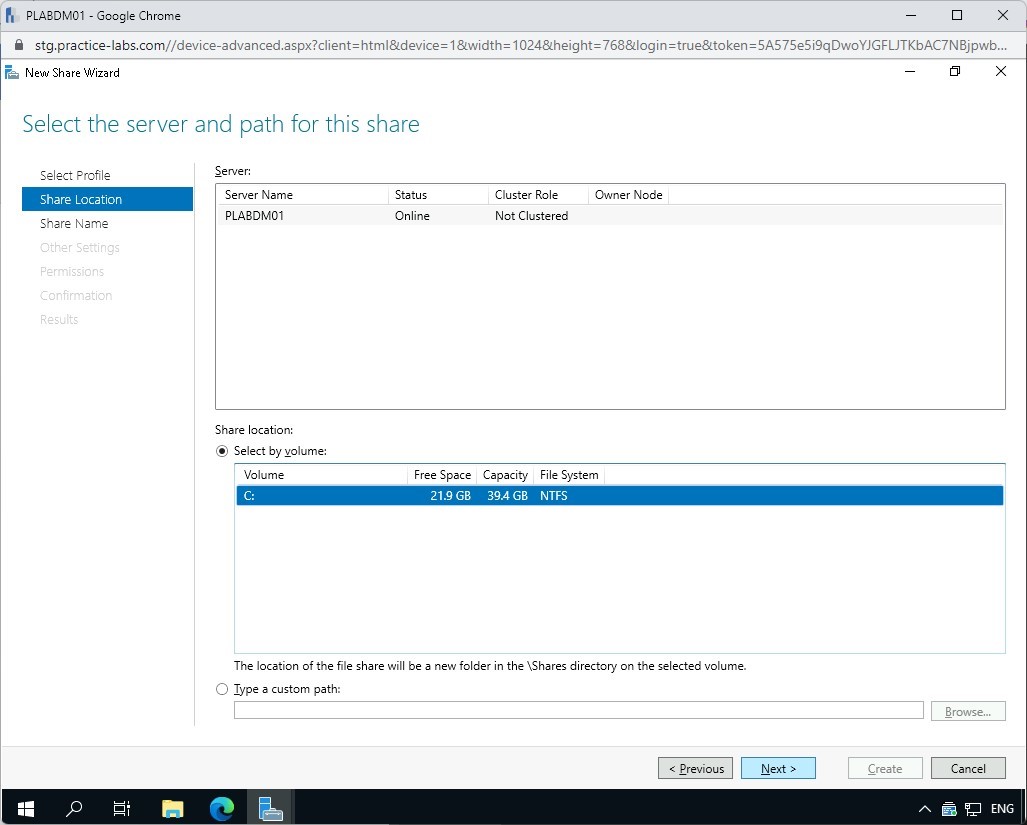 PLABDM01 - Google Chrome
stg.practice-labs.com//device-advanced.aspx?client=html&device=1&width=1024&height=768&login=true&token=5A575e5i9qDwoYJGFLJTKbAC7NBjpwb...
New Share Wizard
Select the server and path for this share
Select Profile
Share Location
Share Name
Other Settings
Permissions
Confirmation
Results
Server:
Server Name Status Cluster Role Owner Node
PLABDM01 Online Not Clustered
Share location:
Select by volume:
Volume Free Space Capacity File System
C: 21.9 GB 39.4 GB NTFS
The location of the file share will be a new folder in the \Shares directory on the selected volume.
Type a custom path:
Browse...
< Previous Next > Create Cancel
ENG